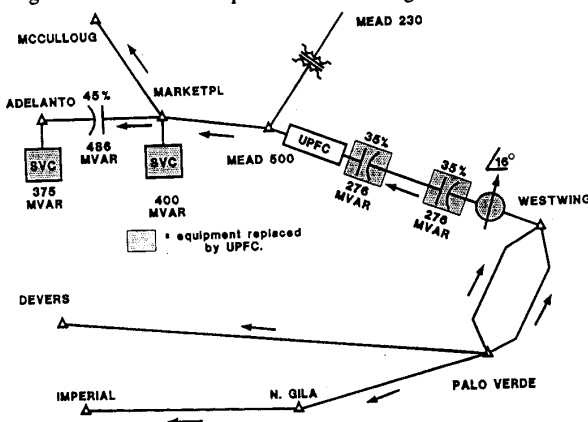 MEAD 230
MCCULLOUG
ADELANTO
45%
MARKETPL
486
MVAR
SVC
375
MVAR
SVC
400
MVAR
MEAD 500
UPFC
35%
276
MVAR
35%
276
MVAR
16°
WESTWING
= equipment replaced
by UPFC.
DEVERS
IMPERIAL
N. GILA
PALO VERDE